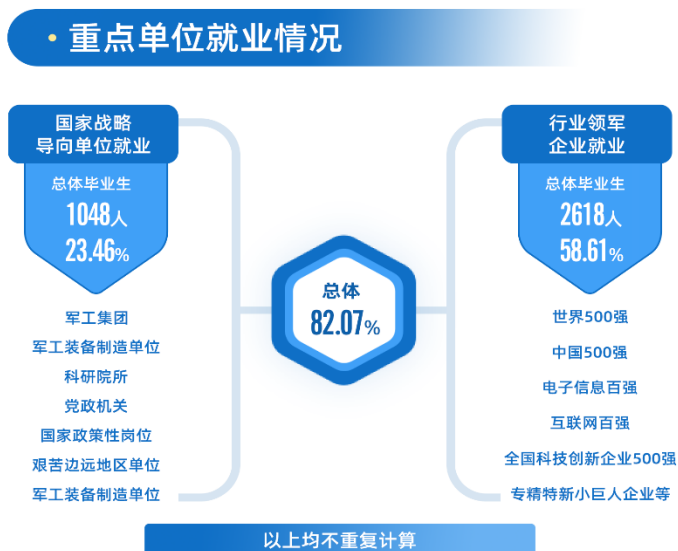 重点单位就业情况
国家战略
导向单位就业
总体毕业生
1048人
23.46%
军工集团
军工装备制造单位
科研院所
党政机关
国家政策性岗位
艰苦边远地区单位
军工装备制造单位
总体
82.07%
行业领军
企业就业
总体毕业生
2618人
58.61%
世界500强
中国500强
电子信息百强
互联网百强
全国科技创新企业500强
专精特新小巨人企业等
以上均不重复计算